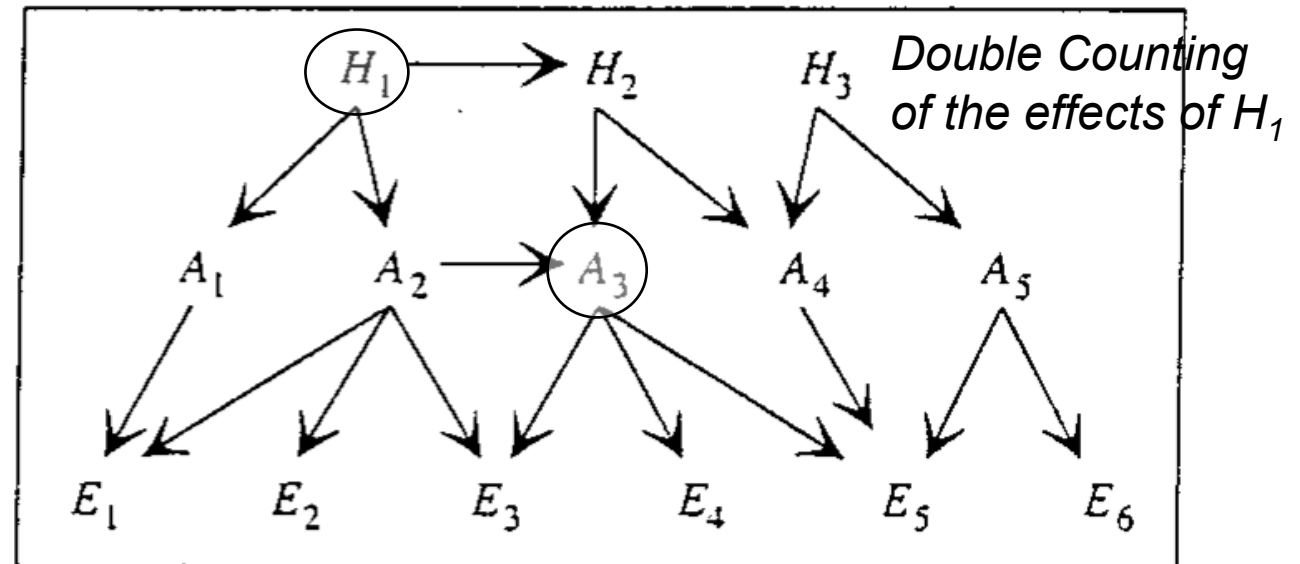 H₁ H₂ H₃
Double Counting
of the effects of H₁
A₁ A₂ A₃ A₄ A₅
E₁ E₂ E₃ E₄ E₅ E₆